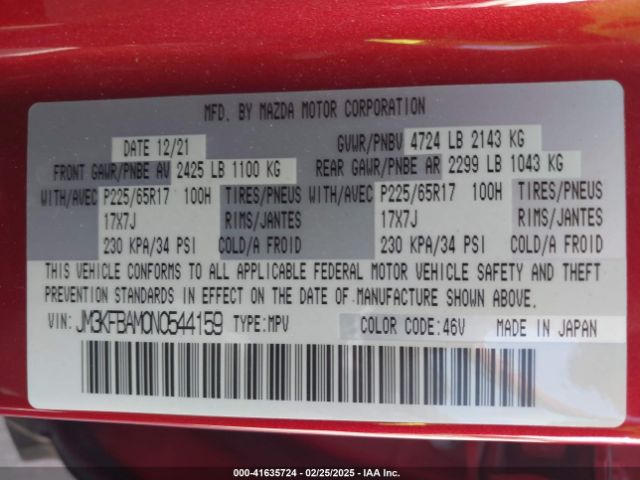 MFD. BY MAZDA MOTOR CORPORATION
DATE 12/21 GVWR/PNBV 4724 LB 2143 KG
FRONT GAWR/PNBE AV 2425 LB 1100 KG REAR GAWR/PNBE AR 2299 LB 1043 KG
WITH/AVEC P225/65R17 100H TIRES/PNEUS WITH/AVEC P225/65R17 100H TIRES/PNEUS
17X7J RIMS/JANTES 17X7J RIMS/JANTES
230 KPA/34 PSI COLD/A FROID 230 KPA/34 PSI COLD/A FROID
THIS VEHICLE CONFORMS TO ALL APPLICABLE FEDERAL MOTOR VEHICLE SAFETY AND THEFT
PREVENTION STANDARDS IN EFFECT ON THE DATE OF MANUFACTURE SHOWN ABOVE.
VIN: JM3KFBAM0N0544159 TYPE:MPV COLOR CODE:46V MADE IN JAPAN
000-41635724 - 02/25/2025 - IAA Inc.